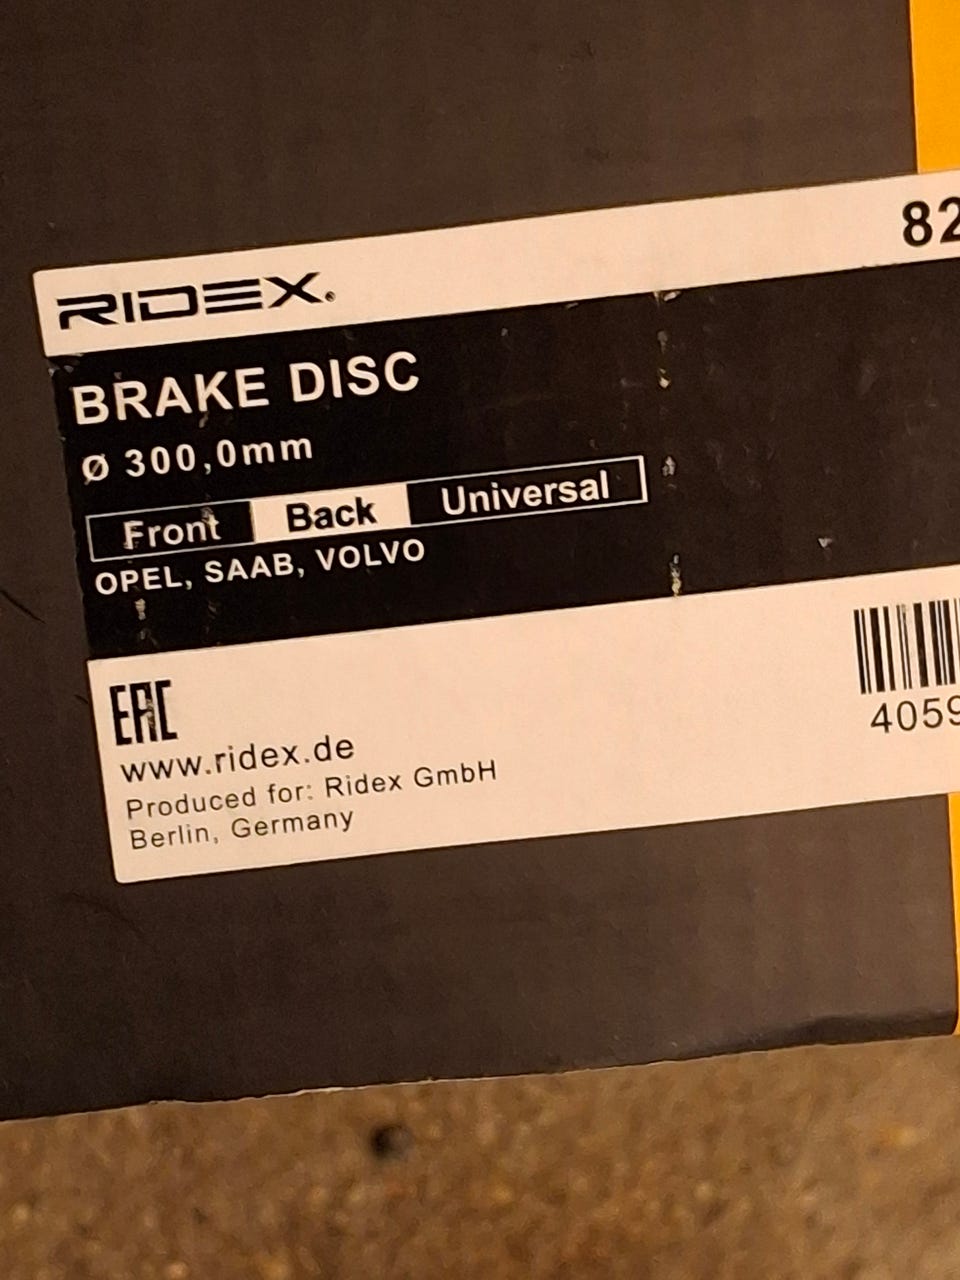 82
RIDEX®
BRAKE DISC
Ø 300,0mm
Front Back Universal
OPEL, SAAB, VOLVO
EAC
www.ridex.de
4059
Produced for: Ridex GmbH
Berlin, Germany